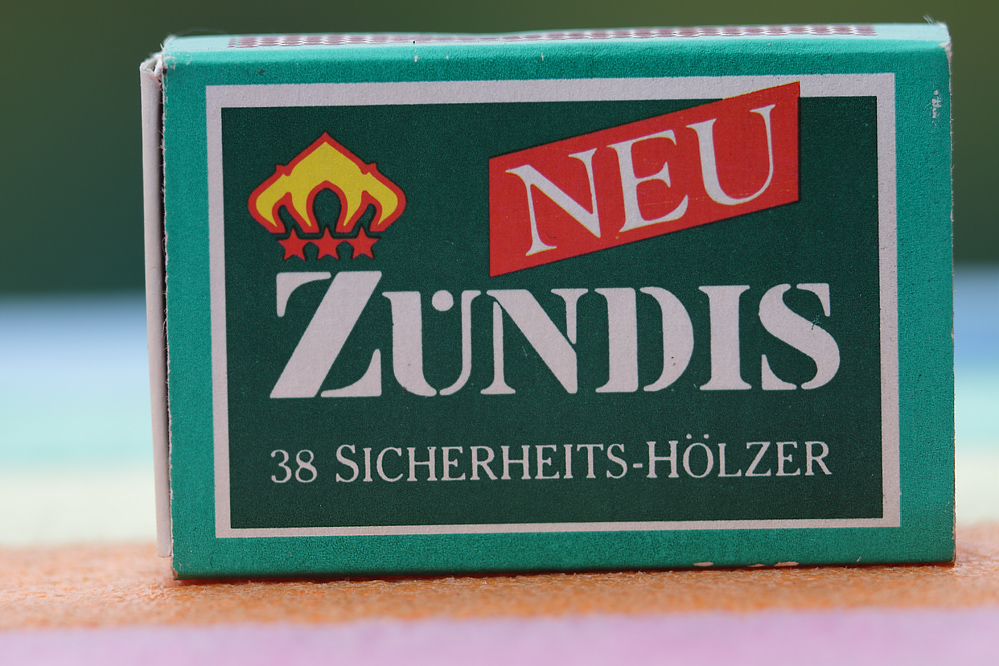 NEU
ZÜNDIS
38 SICHERHEITS-HÖLZER